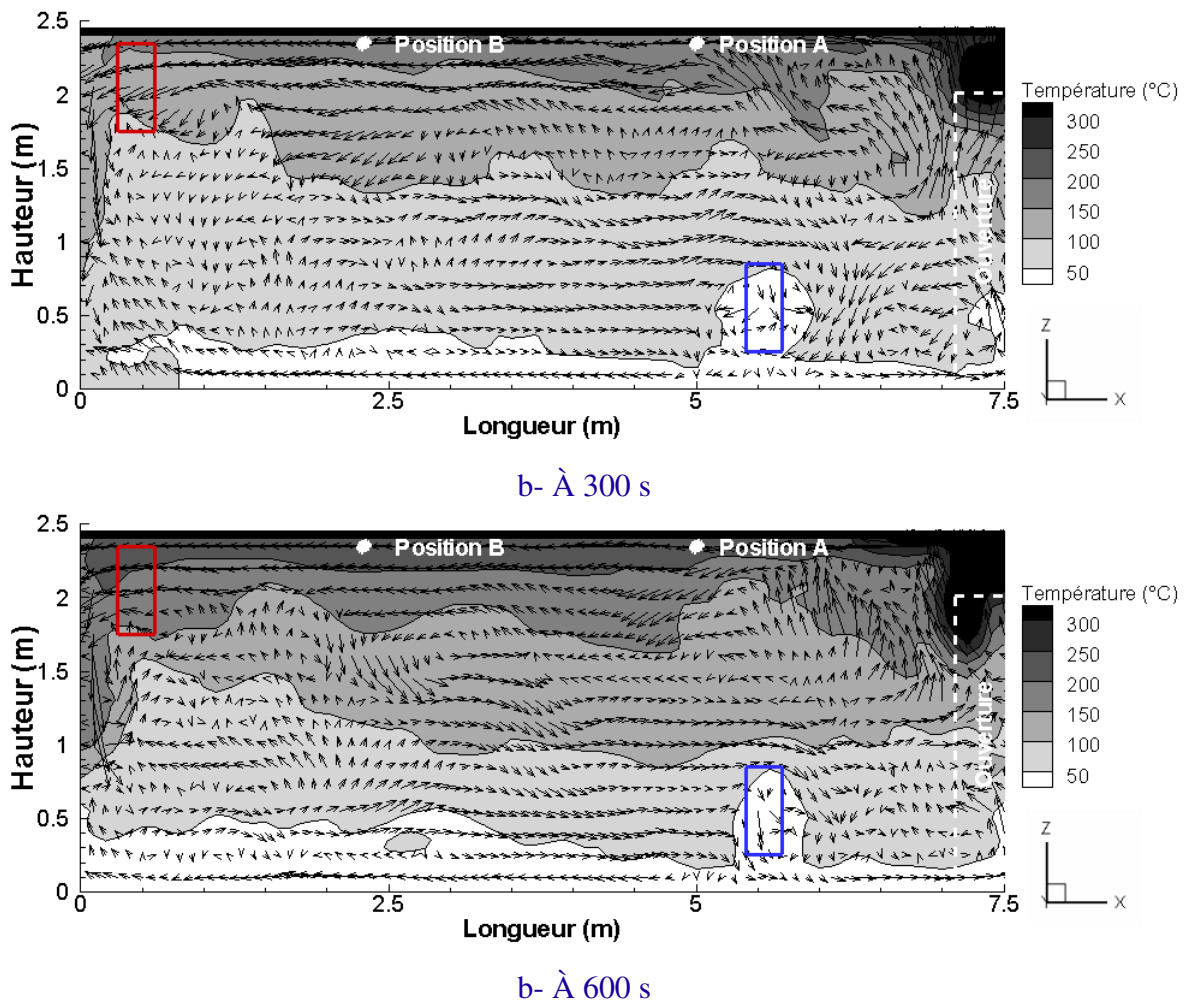 2.5
2
1.5
1
0.5
0
Hauteur (m)
Position B
Position A
Ouverture
0
2.5
5
7.5
Longueur (m)
Température (°C)
300
250
200
150
100
50
Z
Y
X
b- À 300 s
2.5
2
1.5
1
0.5
0
Hauteur (m)
Position B
Position A
Ouverture
0
2.5
5
7.5
Longueur (m)
Température (°C)
300
250
200
150
100
50
Z
Y
X
b- À 600 s